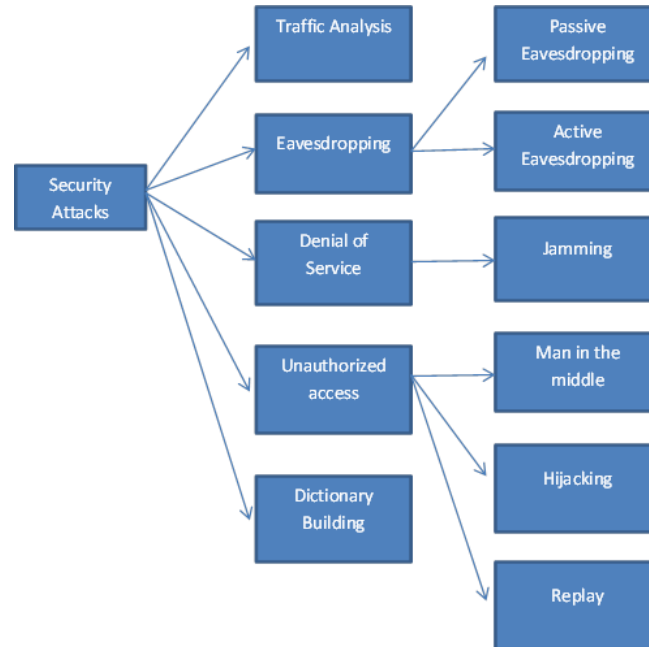 Traffic Analysis
Passive
Eavesdropping
Eavesdropping
Active
Eavesdropping
Security
Attacks
Denial of
Service
Jamming
Unauthorized
access
Man in the
middle
Dictionary
Building
Hijacking
Replay